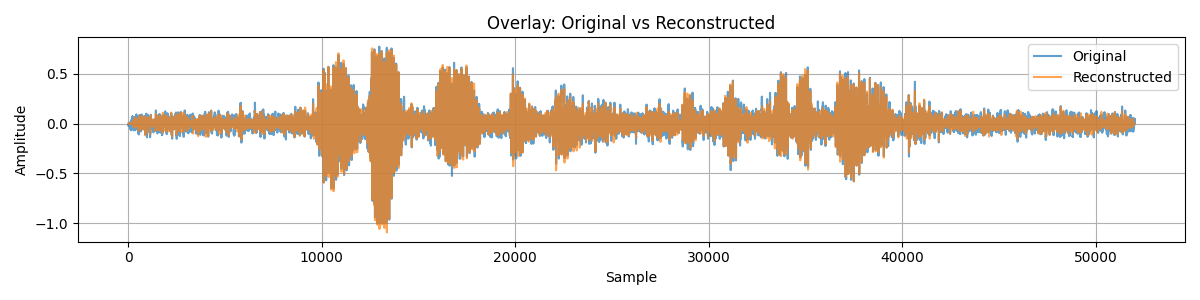 Overlay: Original vs Reconstructed
Original
Reconstructed
Amplitude
0.5
0.0
−0.5
−1.0
0
10000
20000
30000
40000
50000
Sample